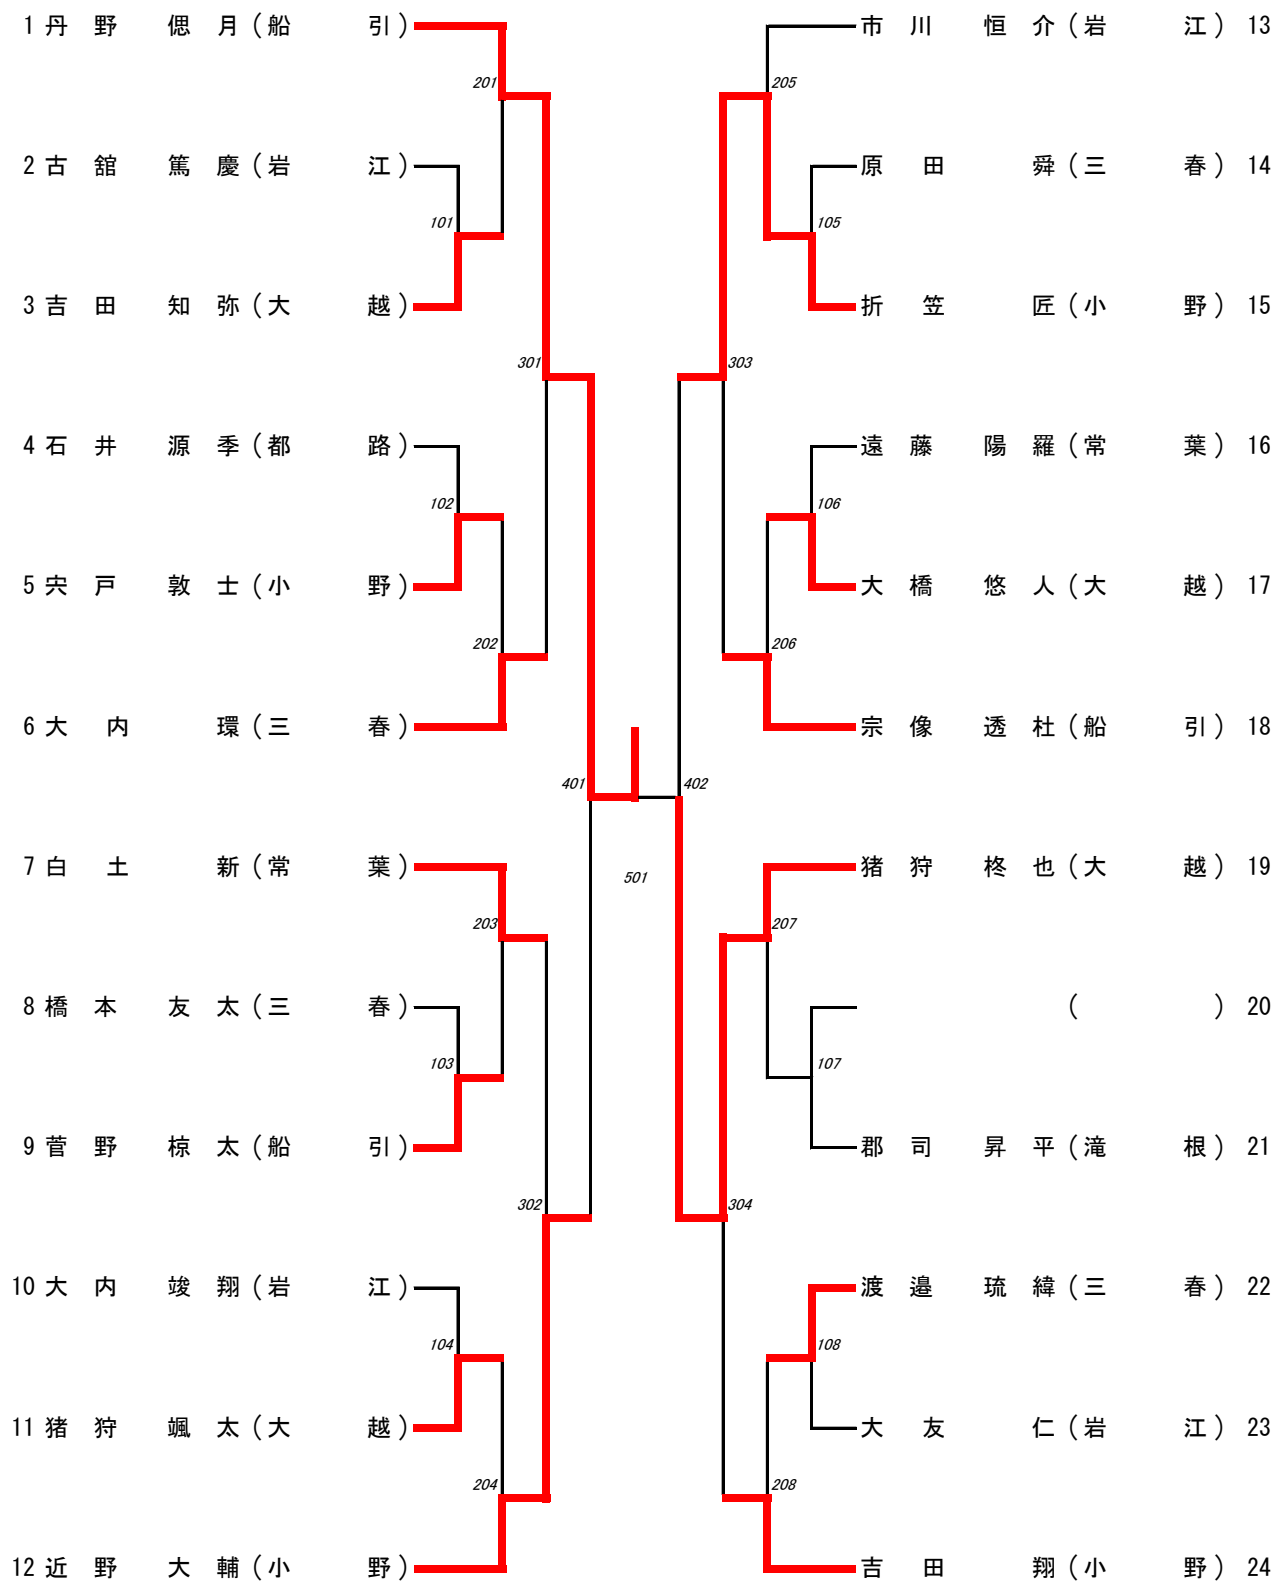 1 丹野 偲月（船引）
市川 恒介（岩江） 13
201
205
2 古舘 篤慶（岩江）
原田 舜（三春） 14
101
105
3 吉田 知弥（大越）
折笠 匠（小野） 15
301
303
4 石井 源季（都路）
遠藤 陽羅（常葉） 16
102
106
5 宍戸 敦士（小野）
大橋 悠人（大越） 17
202
206
6 大内 環（三春）
宗像 透杜（船引） 18
401
402
7 白土 新（常葉）
501
猪狩 柊也（大越） 19
203
207
8 橋本 友太（三春）
（ ） 20
103
107
9 菅野 椋太（船引）
郡司 昇平（滝根） 21
302
304
10 大内 竣翔（岩江）
渡邉 琉緯（三春） 22
104
108
11 猪狩 颯太（大越）
大友 仁（岩江） 23
204
208
12 近野 大輔（小野）
吉田 翔（小野） 24